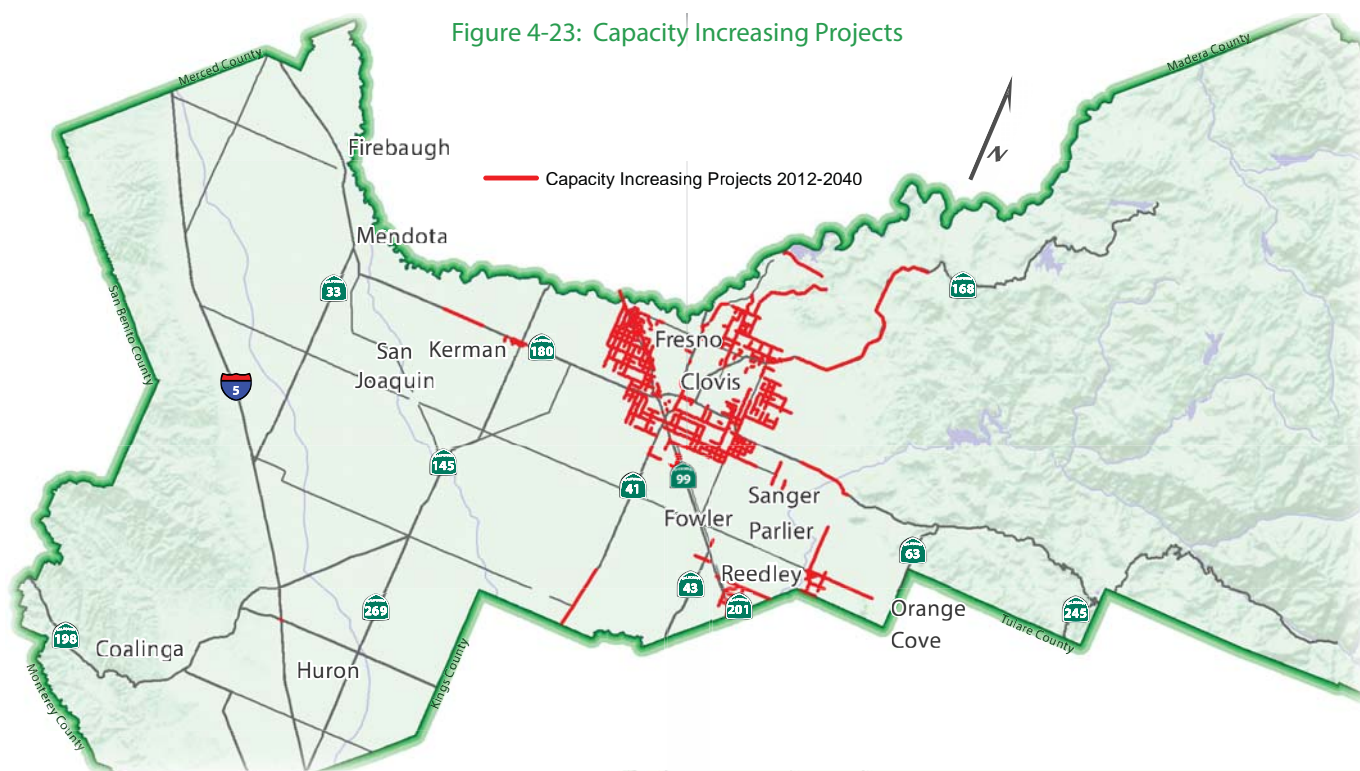 Figure 4-23: Capacity Increasing Projects
Merced County
Madera County
Firebaugh
N
Capacity Increasing Projects 2012-2040
Mendota
33
168
San Benito County
San
Joaquin
Kerman
180
Fresno
5
Clovis
145
41
99
Sanger
Fowler
Parlier
63
43
Reedley
201
Orange
Cove
269
245
Tulare County
198
Coalinga
Huron
Kings County
Monterey County